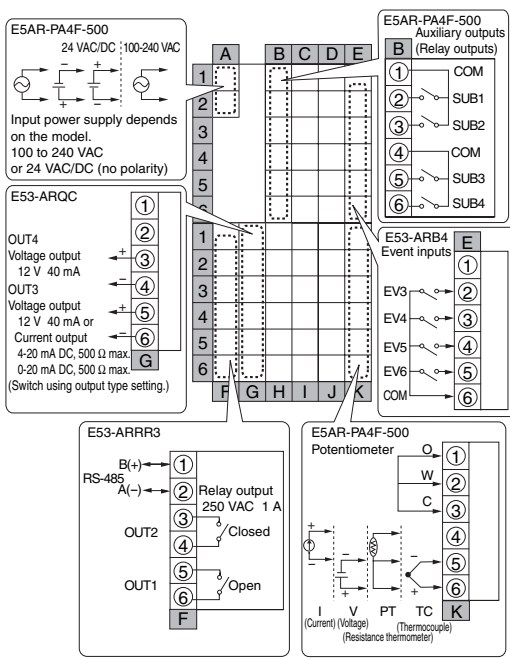 E5AR-PA4F-500
24 VAC/DC 100-240 VAC
Input power supply depends
on the model.
100 to 240 VAC
or 24 VAC/DC (no polarity)
A B C D E
1
2
3
4
5
6
1
2
3
4
5
6
F G H I J K
E5AR-PA4F-500
Auxiliary outputs
(Relay outputs)
B
1 COM
2 SUB1
3 SUB2
4 COM
5 SUB3
6 SUB4
E53-ARQC
1
2
OUT4
Voltage output + 3
12 V 40 mA
− 4
OUT3
Voltage output + 5
12 V 40 mA or
Current output − 6
4-20 mA DC, 500 Ω max.
0-20 mA DC, 500 Ω max.
G
(Switch using output type setting.)
E53-ARB4
Event inputs
E
1
EV3 2
EV4 3
EV5 4
EV6 5
COM 6
E53-ARRR3
B(+) 1
RS-485
A(−) 2
Relay output
250 VAC 1 A
3
OUT2 Closed
4
5
OUT1 Open
6
F
E5AR-PA4F-500
Potentiometer
O 1
W 2
C 3
4
5
6
+ − − + − +
I V PT TC K
(Current) (Voltage) (Thermocouple)
(Resistance thermometer)